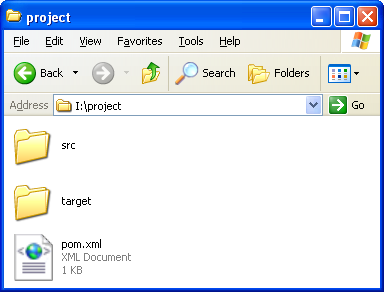 project
File Edit View Favorites Tools Help
Back Search Folders
Address I:\project Go
src
target
pom.xml
XML Document
1 KB